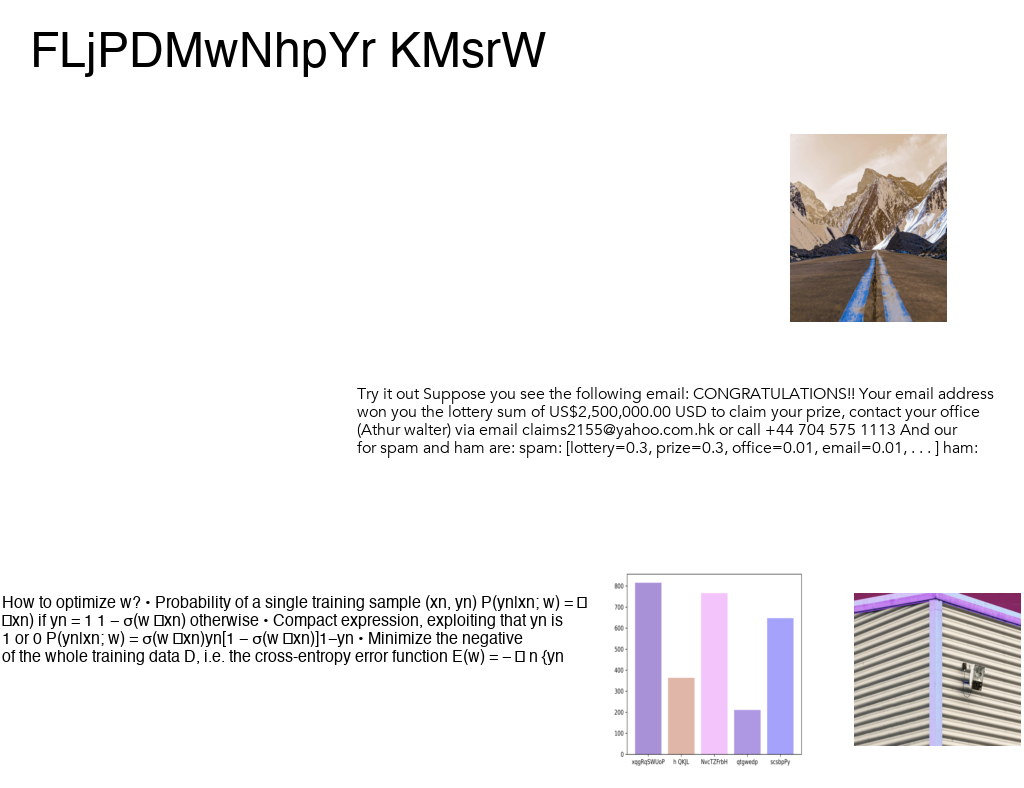 FLjPDMwNhpYr KMsrW
Try it out Suppose you see the following email: CONGRATULATIONS!! Your email address
won you the lottery sum of US$2,500,000.00 USD to claim your prize, contact your office
(Athur walter) via email claims2155@yahoo.com.hk or call +44 704 575 1113 And our
for spam and ham are: spam: [lottery=0.3, prize=0.3, office=0.01, email=0.01, . . . ] ham:
How to optimize w? • Probability of a single training sample (xn, yn) P(yn|xn; w) = □
□xn) if yn = 1 1 − σ(w □xn) otherwise • Compact expression, exploiting that yn is
1 or 0 P(yn|xn; w) = σ(w □xn)yn[1 − σ(w □xn)]1−yn • Minimize the negative
of the whole training data D, i.e. the cross-entropy error function E(w) = − □ n {yn
800
700
600
500
400
300
200
100
0
xqgRqSWUoP h QKJL NvcTZFrbH qtgwedp scsbpPy